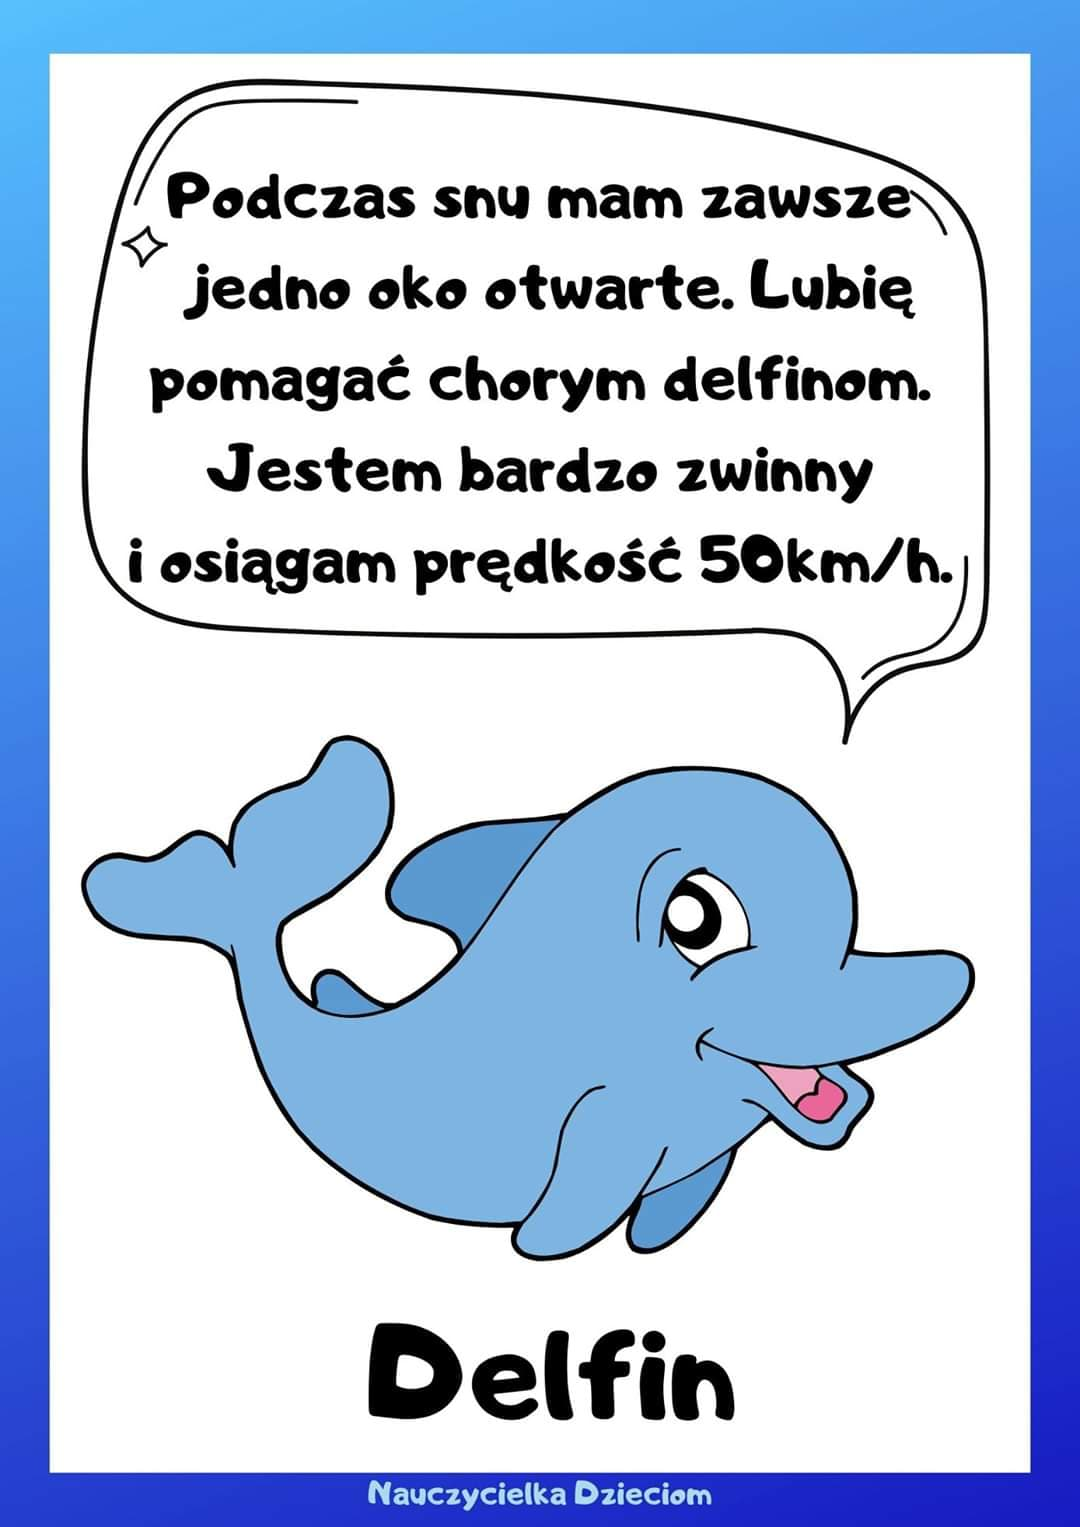 Podczas snu mam zawsze
jedno oko otwarte. Lubię
pomagać chorym delfinom.
Jestem bardzo zwinny
i osiągam prędkość 50km/h.
Delfin
Nauczycielka Dzieciom